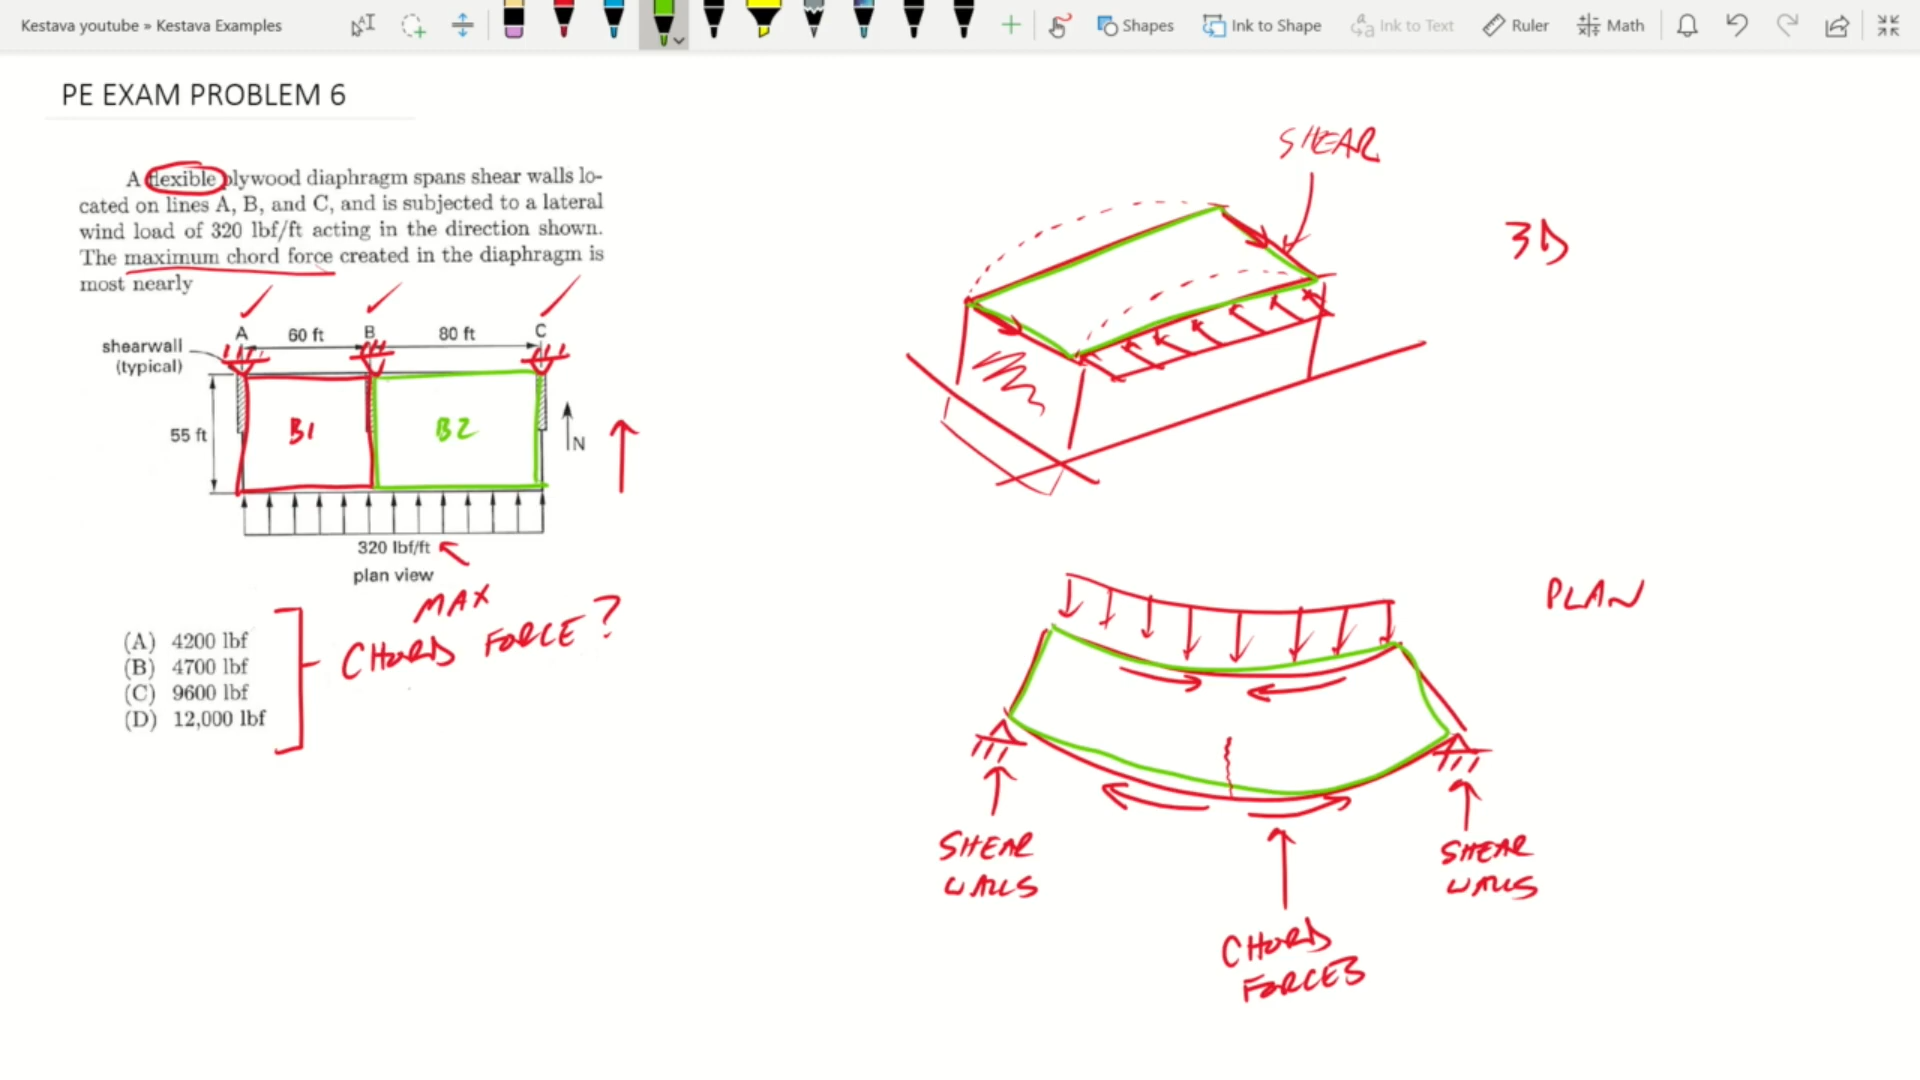 Kestava youtube » Kestava Examples
Shapes
Ink to Shape
Ink to Text
Ruler
Math
PE EXAM PROBLEM 6
A flexible plywood diaphragm spans shear walls lo-
cated on lines A, B, and C, and is subjected to a lateral
wind load of 320 lbf/ft acting in the direction shown.
The maximum chord force created in the diaphragm is
most nearly
A 60 ft B 80 ft C
shearwall
(typical)
55 ft
B1
B2
N
320 lbf/ft
plan view
MAX
CHORD FORCE?
(A) 4200 lbf
(B) 4700 lbf
(C) 9600 lbf
(D) 12,000 lbf
SHEAR
3D
PLAN
SHEAR
WALLS
SHEAR
WALLS
CHORD
FORCES